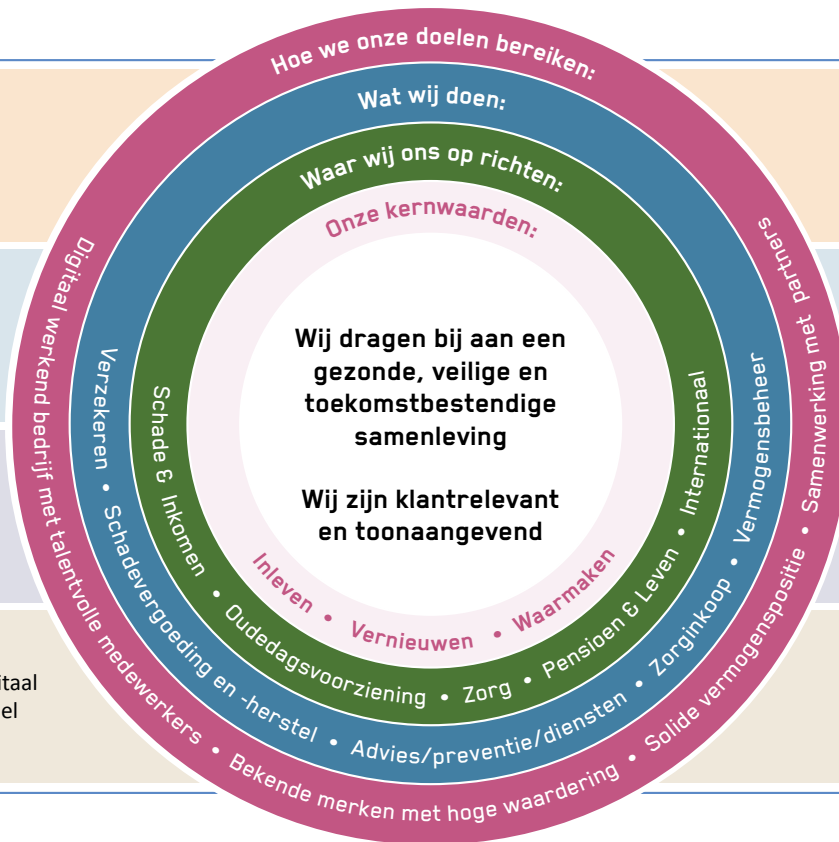 Hoe we onze doelen bereiken:
Wat wij doen:
Waar wij ons op richten:
Onze kernwaarden:
Wij dragen bij aan een
gezonde, veilige en
toekomstbestendige
samenleving
Wij zijn klantrelevant
en toonaangevend
Inleven • Vernieuwen • Waarmaken
Schade & Inkomen • Oudedagsvoorziening • Zorg • Pensioen & Leven • Internationaal
Verzekeren • Schadevergoeding en -herstel • Advies/preventie/diensten • Zorginkoop • Vermogensbeheer
Digitaal werkend bedrijf met talentvolle medewerkers • Bekende merken met hoge waardering • Solide vermogenspositie • Samenwerking met partners